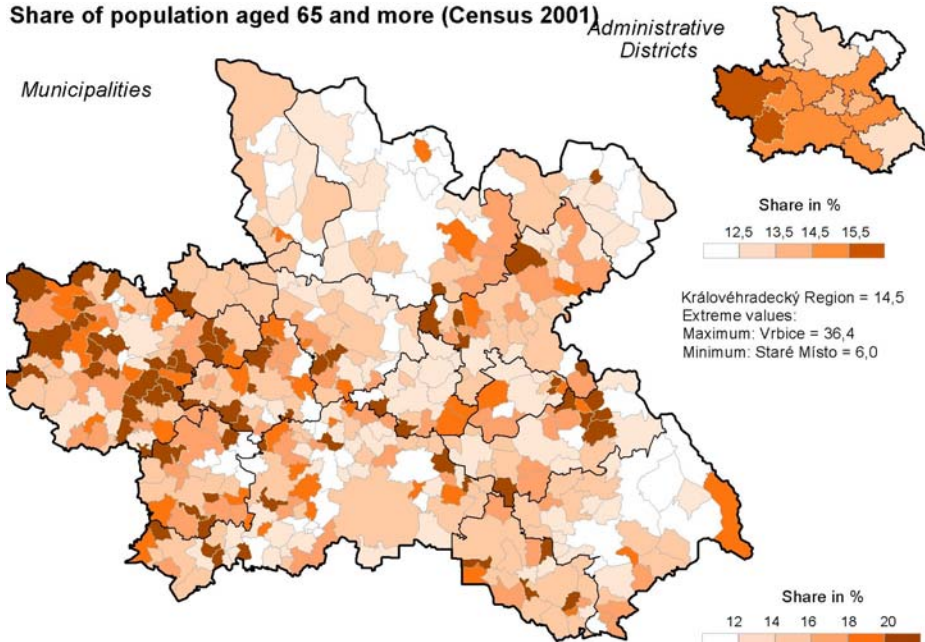 Share of population aged 65 and more (Census 2001)
Administrative
Districts
Municipalities
Share in %
12,5 13,5 14,5 15,5
Královéhradecký Region = 14,5
Extreme values:
Maximum: Vrbice = 36,4
Minimum: Staré Místo = 6,0
Share in %
12 14 16 18 20